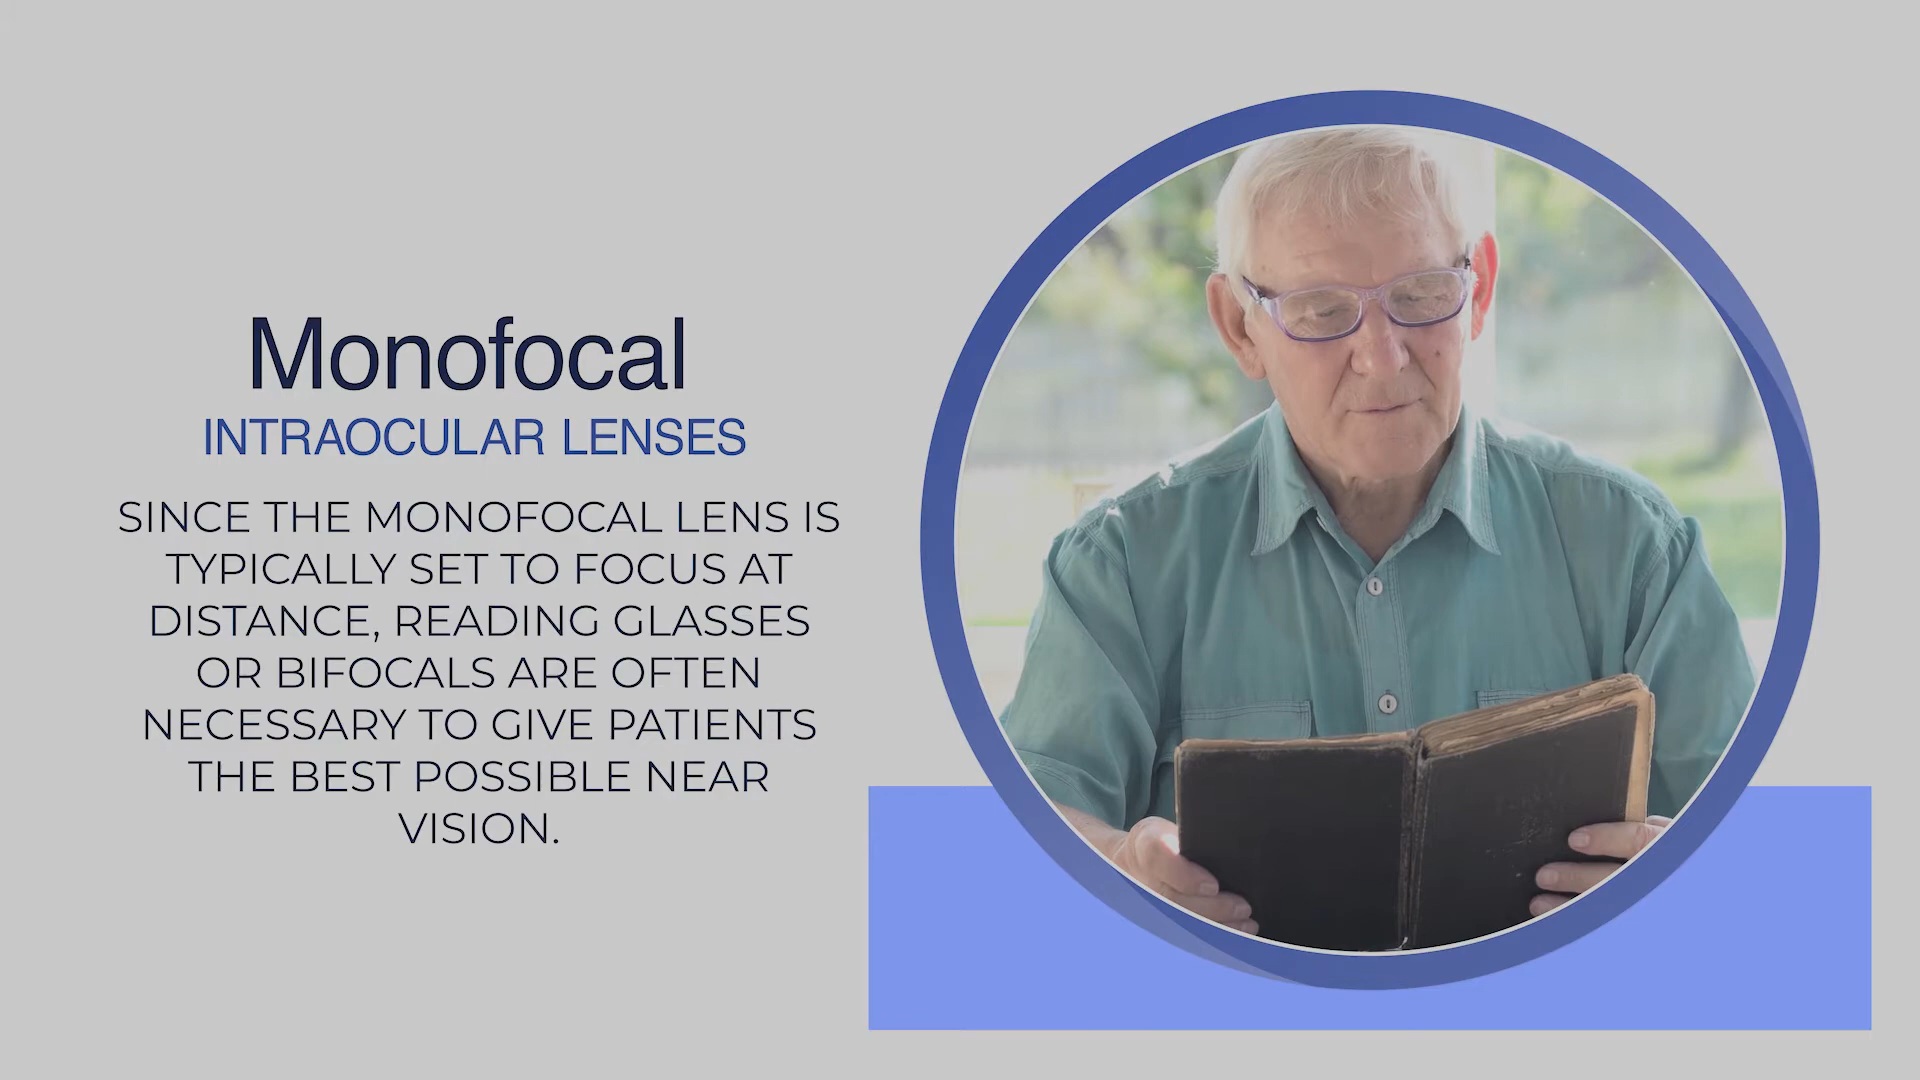 Monofocal
INTRAOCULAR LENSES
SINCE THE MONOFOCAL LENS IS
TYPICALLY SET TO FOCUS AT
DISTANCE, READING GLASSES
OR BIFOCALS ARE OFTEN
NECESSARY TO GIVE PATIENTS
THE BEST POSSIBLE NEAR
VISION.